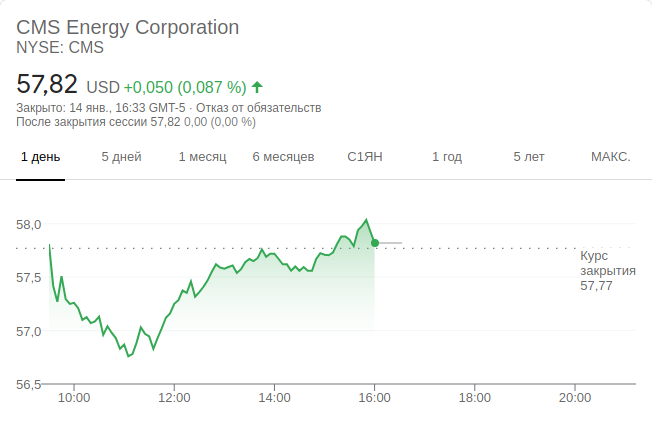 CMS Energy Corporation
NYSE: CMS
57,82 USD +0,050 (0,087 %)
Закрыто: 14 янв., 16:33 GMT-5 · Отказ от обязательств
После закрытия сессии 57,82 0,00 (0,00 %)
1 день 5 дней 1 месяц 6 месяцев С1ЯН 1 год 5 лет МАКС.
58,0
Курс
закрытия
57,77
57,5
57,0
56,5
10:00 12:00 14:00 16:00 18:00 20:00